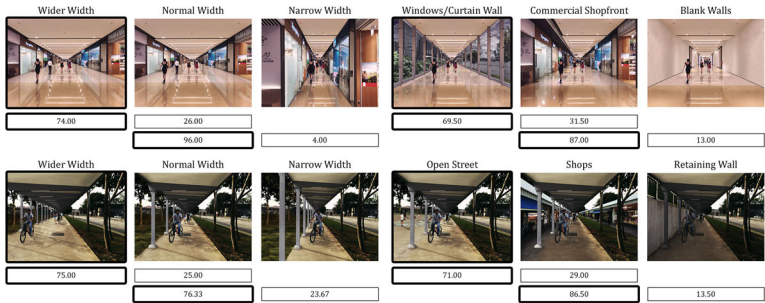 Wider Width Normal Width Narrow Width Windows/Curtain Wall Commercial Shopfront Blank Walls
74.00 26.00 69.50 31.50
96.00 4.00 87.00 13.00
Wider Width Normal Width Narrow Width Open Street Shops Retaining Wall
75.00 25.00 71.00 29.00
76.33 23.67 86.50 13.50